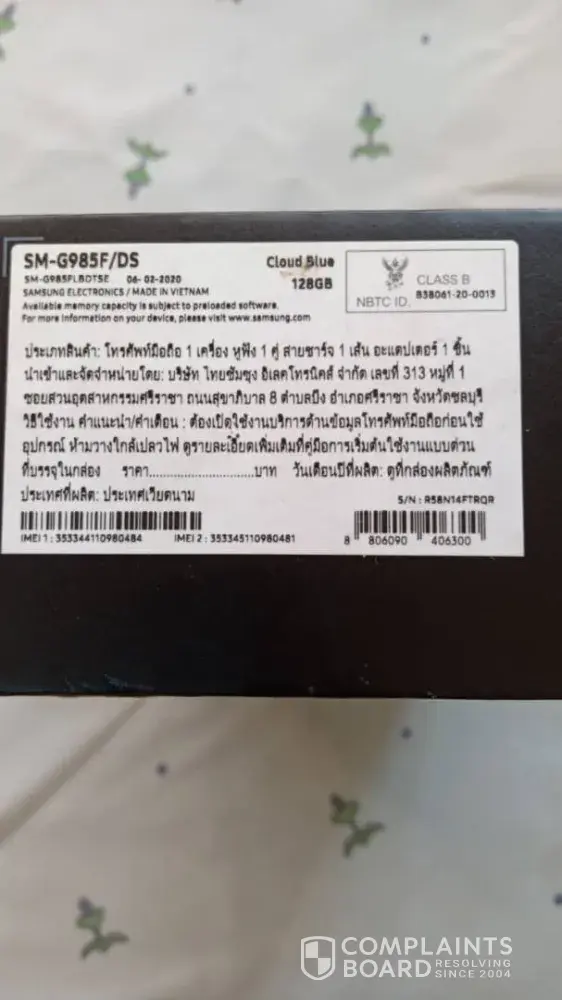 SM-G985F/DS
Cloud Blue
SM-G985FLBDTSE 06-02-2020
128GB
SAMSUNG ELECTRONICS / MADE IN VIETNAM
Available memory capacity is subject to preloaded software.
For more information on your device, please visit www.samsung.com
NBTC ID.
CLASS B
B38061-20-0013
ประเภทสินค้า: โทรศัพท์มือถือ 1 เครื่อง หูฟัง 1 คู่ สายชาร์จ 1 เส้น อะแดปเตอร์ 1 ชิ้น
นำเข้าและจัดจำหน่ายโดย: บริษัท ไทยซัมซุง อิเลคโทรนิคส์ จำกัด เลขที่ 313 หมู่ที่ 1
ซอยสวนอุตสาหกรรมศรีราชา ถนนสุขาภิบาล 8 ตำบลบึง อำเภอศรีราชา จังหวัดชลบุรี
วิธีใช้งาน คำแนะนำ/คำเตือน : ต้องเปิดใช้งานบริการด้านข้อมูลโทรศัพท์มือถือก่อนใช้
อุปกรณ์ ห้ามวางใกล้เปลวไฟ ดูรายละเอียดเพิ่มเติมที่คู่มือการเริ่มต้นใช้งานแบบด่วน
ที่บรรจุในกล่อง ราคา..............................บาท วันเดือนปีที่ผลิต: ดูที่กล่องผลิตภัณฑ์
ประเทศที่ผลิต: ประเทศเวียดนาม
S/N : R58N14FTRQR
IMEI 1 : 353344110980484 IMEI 2 : 353345110980481
8 806090 406300
COMPLAINTS
BOARD RESOLVING
SINCE 2004